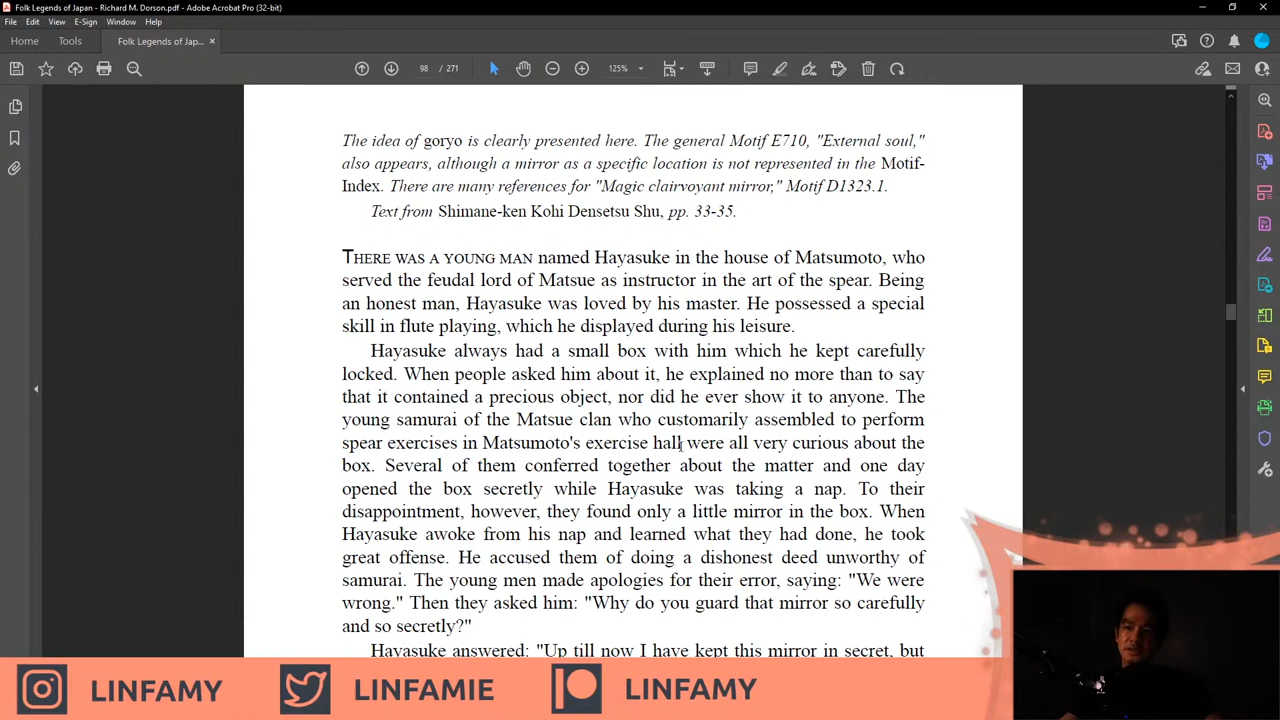 Folk Legends of Japan - Richard M. Dorson.pdf - Adobe Acrobat Pro (32-bit)
File Edit View E-Sign Window Help
Home Tools Folk Legends of Jap... ×
98 / 271 125%
The idea of goryo is clearly presented here. The general Motif E710, "External soul,"
also appears, although a mirror as a specific location is not represented in the Motif-
Index. There are many references for "Magic clairvoyant mirror," Motif D1323.1.
Text from Shimane-ken Kohi Densetsu Shu, pp. 33-35.
THERE WAS A YOUNG MAN named Hayasuke in the house of Matsumoto, who
served the feudal lord of Matsue as instructor in the art of the spear. Being
an honest man, Hayasuke was loved by his master. He possessed a special
skill in flute playing, which he displayed during his leisure.
Hayasuke always had a small box with him which he kept carefully
locked. When people asked him about it, he explained no more than to say
that it contained a precious object, nor did he ever show it to anyone. The
young samurai of the Matsue clan who customarily assembled to perform
spear exercises in Matsumoto's exercise hall were all very curious about the
box. Several of them conferred together about the matter and one day
opened the box secretly while Hayasuke was taking a nap. To their
disappointment, however, they found only a little mirror in the box. When
Hayasuke awoke from his nap and learned what they had done, he took
great offense. He accused them of doing a dishonest deed unworthy of
samurai. The young men made apologies for their error, saying: "We were
wrong." Then they asked him: "Why do you guard that mirror so carefully
and so secretly?"
Hayasuke answered: "Up till now I have kept this mirror in secret, but
LINFAMY LINFAMIE LINFAMY